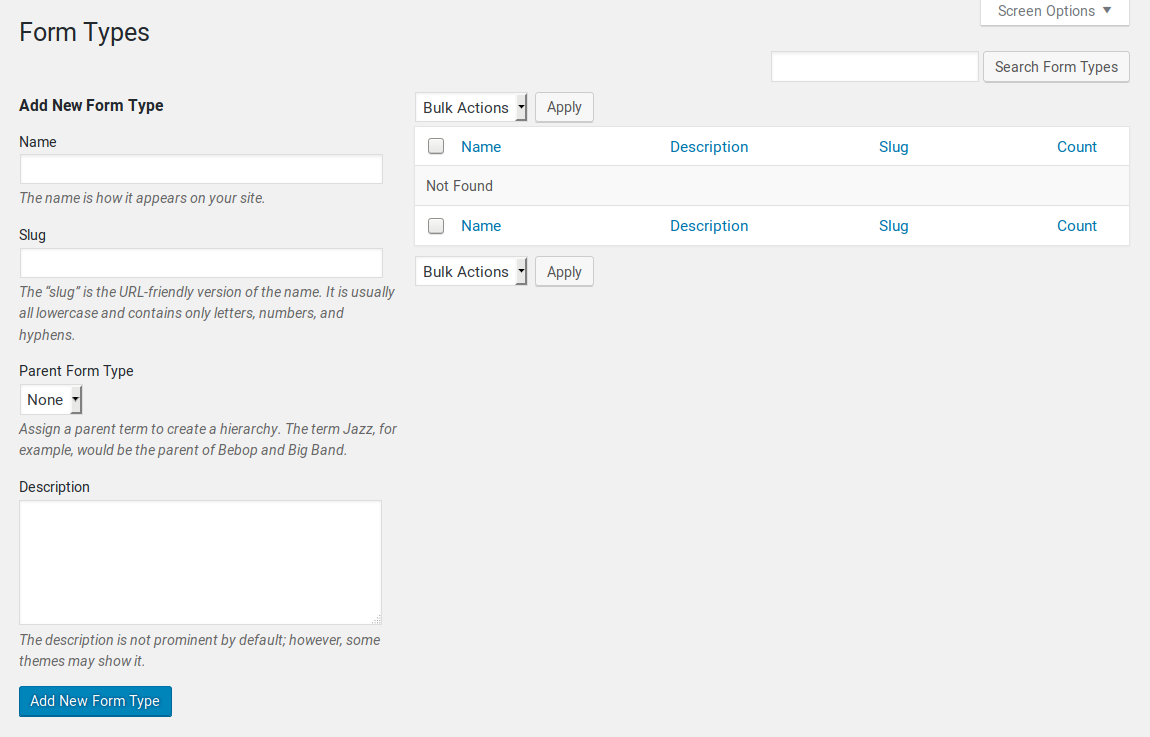 Screen Options
Form Types
Search Form Types
Add New Form Type
Name
The name is how it appears on your site.
Slug
The “slug” is the URL-friendly version of the name. It is usually
all lowercase and contains only letters, numbers, and
hyphens.
Parent Form Type
None
Assign a parent term to create a hierarchy. The term Jazz, for
example, would be the parent of Bebop and Big Band.
Description
The description is not prominent by default; however, some
themes may show it.
Add New Form Type
Bulk Actions Apply
Name Description Slug Count
Not Found
Name Description Slug Count
Bulk Actions Apply